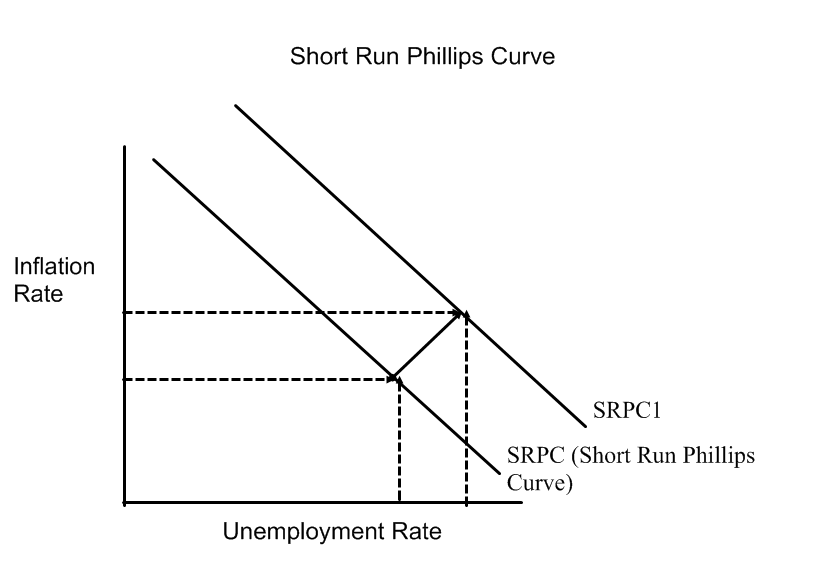 Short Run Phillips Curve
Inflation
Rate
SRPC1
SRPC (Short Run Phillips
Curve)
Unemployment Rate